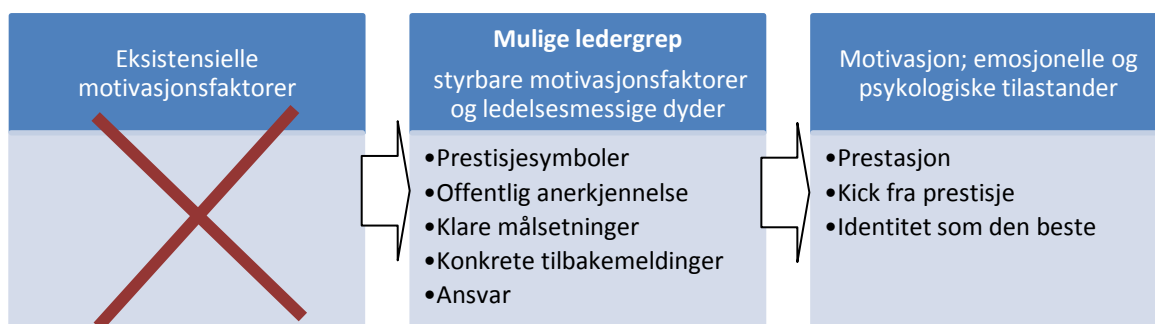 Eksistensielle
motivasjonsfaktorer
Mulige ledergrep
styrbare motivasjonsfaktorer
og ledelsesmessige dyder
•Prestisjesymboler
•Offentlig anerkjennelse
•Klare målsetninger
•Konkrete tilbakemeldinger
•Ansvar
Motivasjon; emosjonelle og
psykologiske tilastander
•Prestasjon
•Kick fra prestisje
•Identitet som den beste